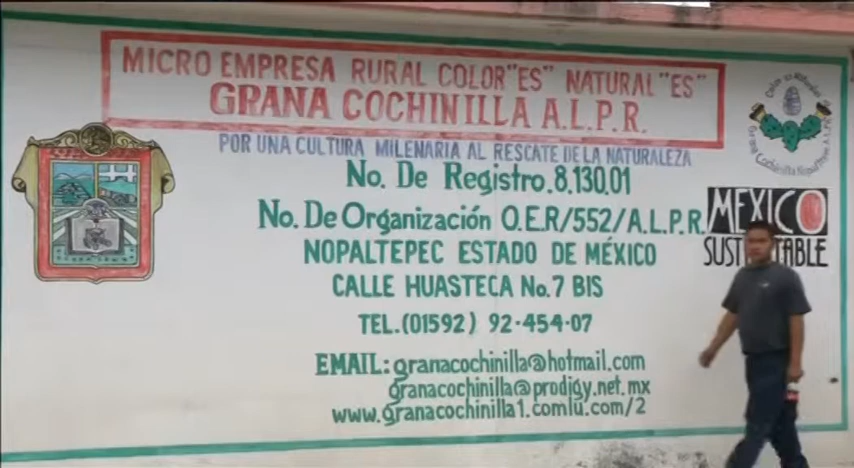 MICRO EMPRESA RURAL COLOR"ES" NATURAL"ES"
GRANA COCHINILLA A.L.P.R.
POR UNA CULTURA MILENARIA AL RESCATE DE LA NATURALEZA
No. DE REgistro. 8.130.01
No. DE Organización O.E.R/552/A.L.P.R.
NOPALTEPEC ESTADO DE MÉXICO
CALLE HUASTECA No. 7 BIS
TEL.(01592) 92-454-07
EMAIL:granacochinilla@hotmail.com
granacochinilla@prodigy.net.mx
www.granacochinilla1.comlu.com/2
MÉXICO